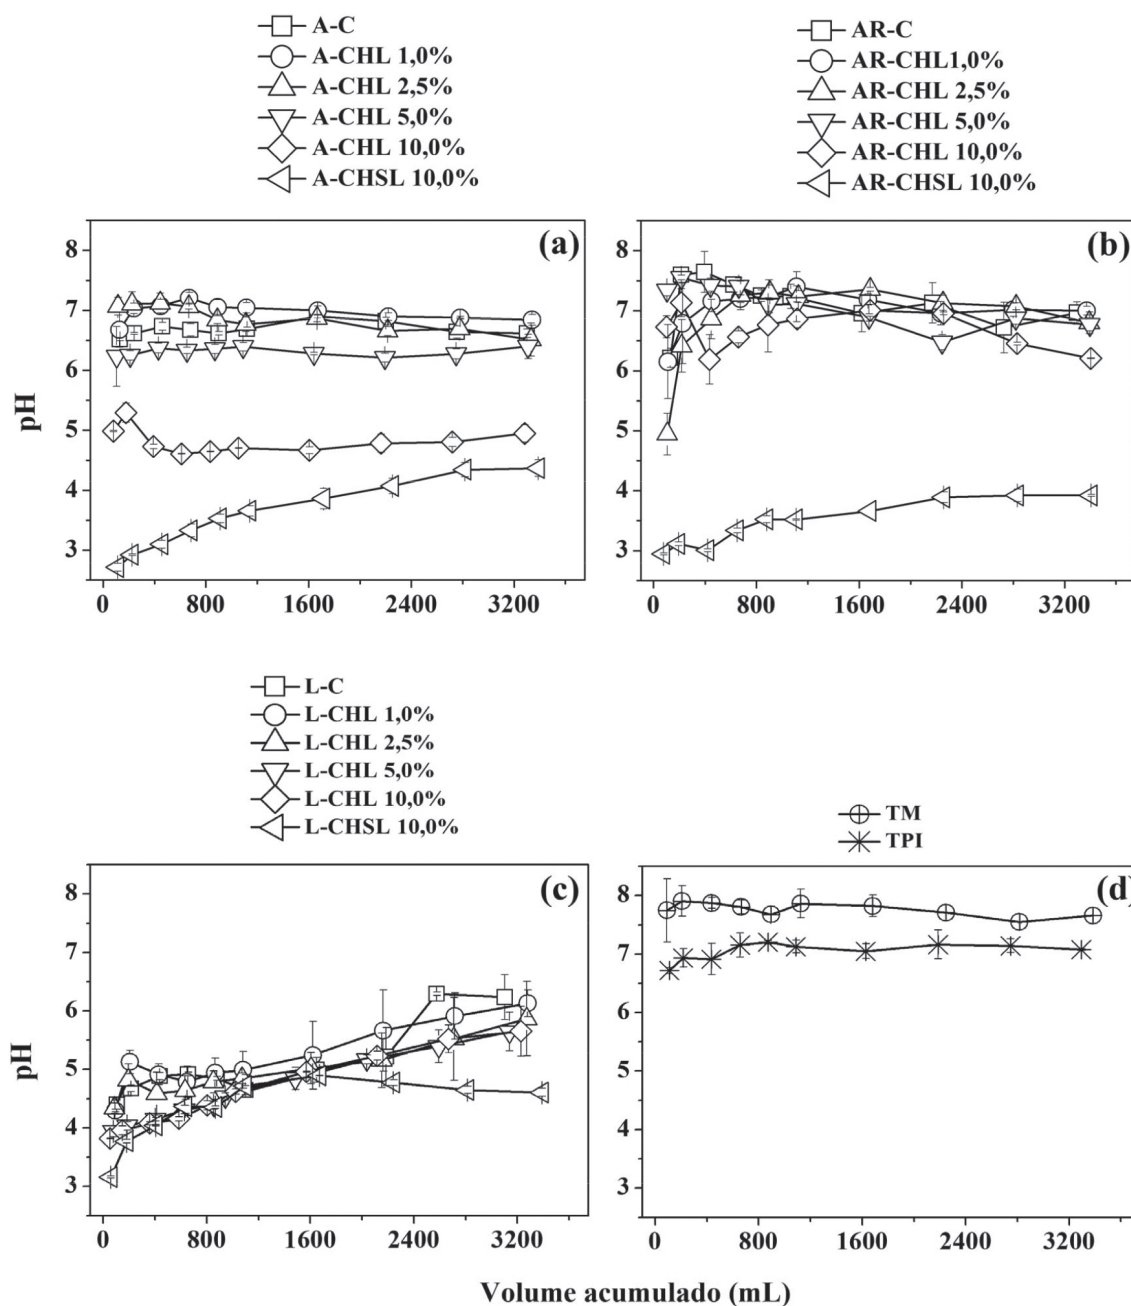 A-C
A-CHL 1,0%
A-CHL 2,5%
A-CHL 5,0%
A-CHL 10,0%
A-CHSL 10,0%
AR-C
AR-CHL1,0%
AR-CHL 2,5%
AR-CHL 5,0%
AR-CHL 10,0%
AR-CHSL 10,0%
(a)
8
7
6
5
4
3
pH
0 800 1600 2400 3200
(b)
8
7
6
5
4
3
0 800 1600 2400 3200
L-C
L-CHL 1,0%
L-CHL 2,5%
L-CHL 5,0%
L-CHL 10,0%
L-CHSL 10,0%
TM
TPI
(c)
8
7
6
5
4
3
pH
0 800 1600 2400 3200
(d)
8
7
6
5
4
3
0 800 1600 2400 3200
Volume acumulado (mL)